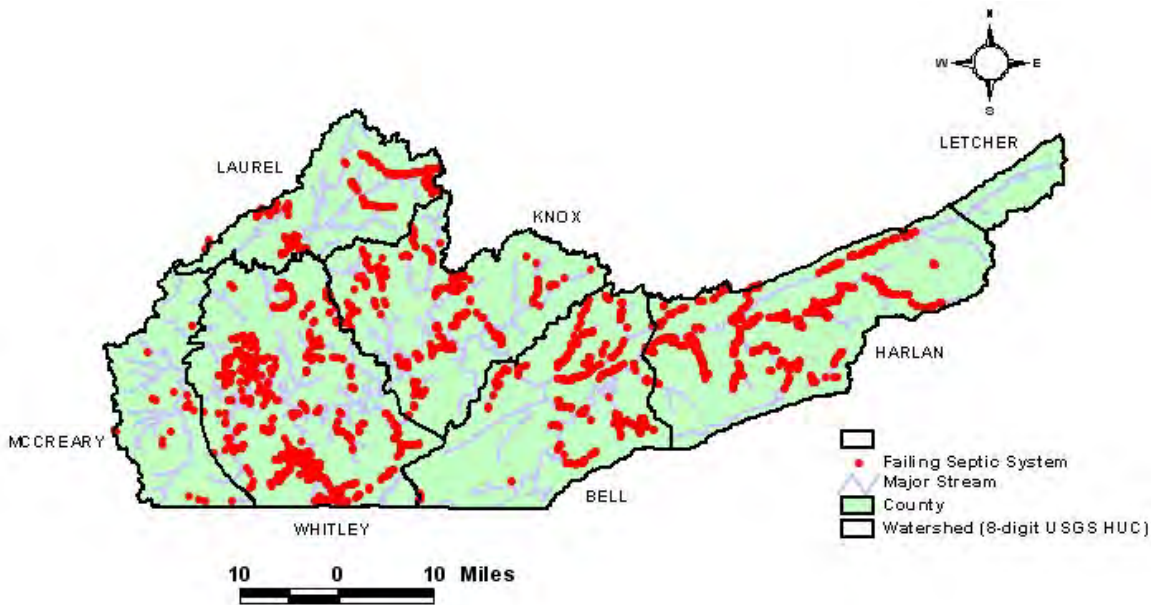 N
W E
S
LETCHER
LAUREL
KNOX
HARLAN
MCCREARY
Failing Septic System
Major Stream
BELL
County
WHITLEY
Watershed (8-digit USGS HUC)
10 0 10 Miles